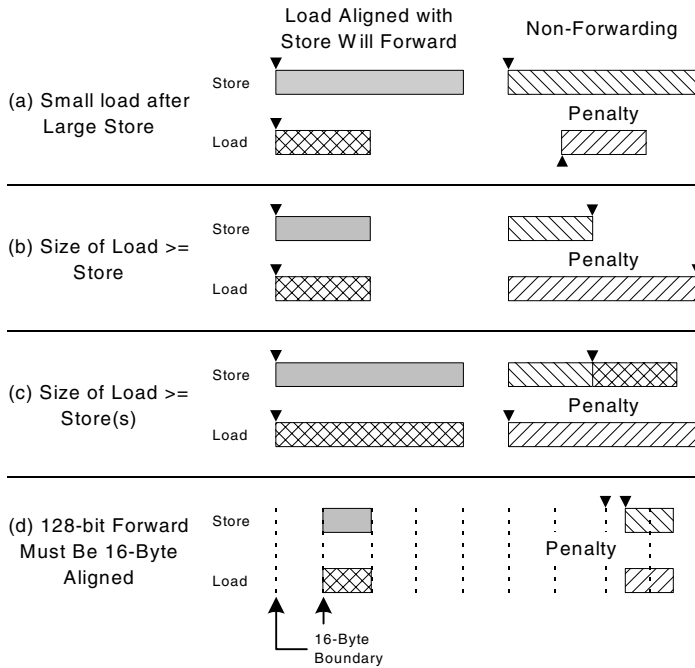 Load Aligned with
Store Will Forward
Non-Forwarding
(a) Small load after
Large Store
Store
Penalty
Load
(b) Size of Load >=
Store
Store
Penalty
Load
(c) Size of Load >=
Store(s)
Store
Penalty
Load
(d) 128-bit Forward
Must Be 16-Byte
Aligned
Store
Penalty
Load
16-Byte
Boundary